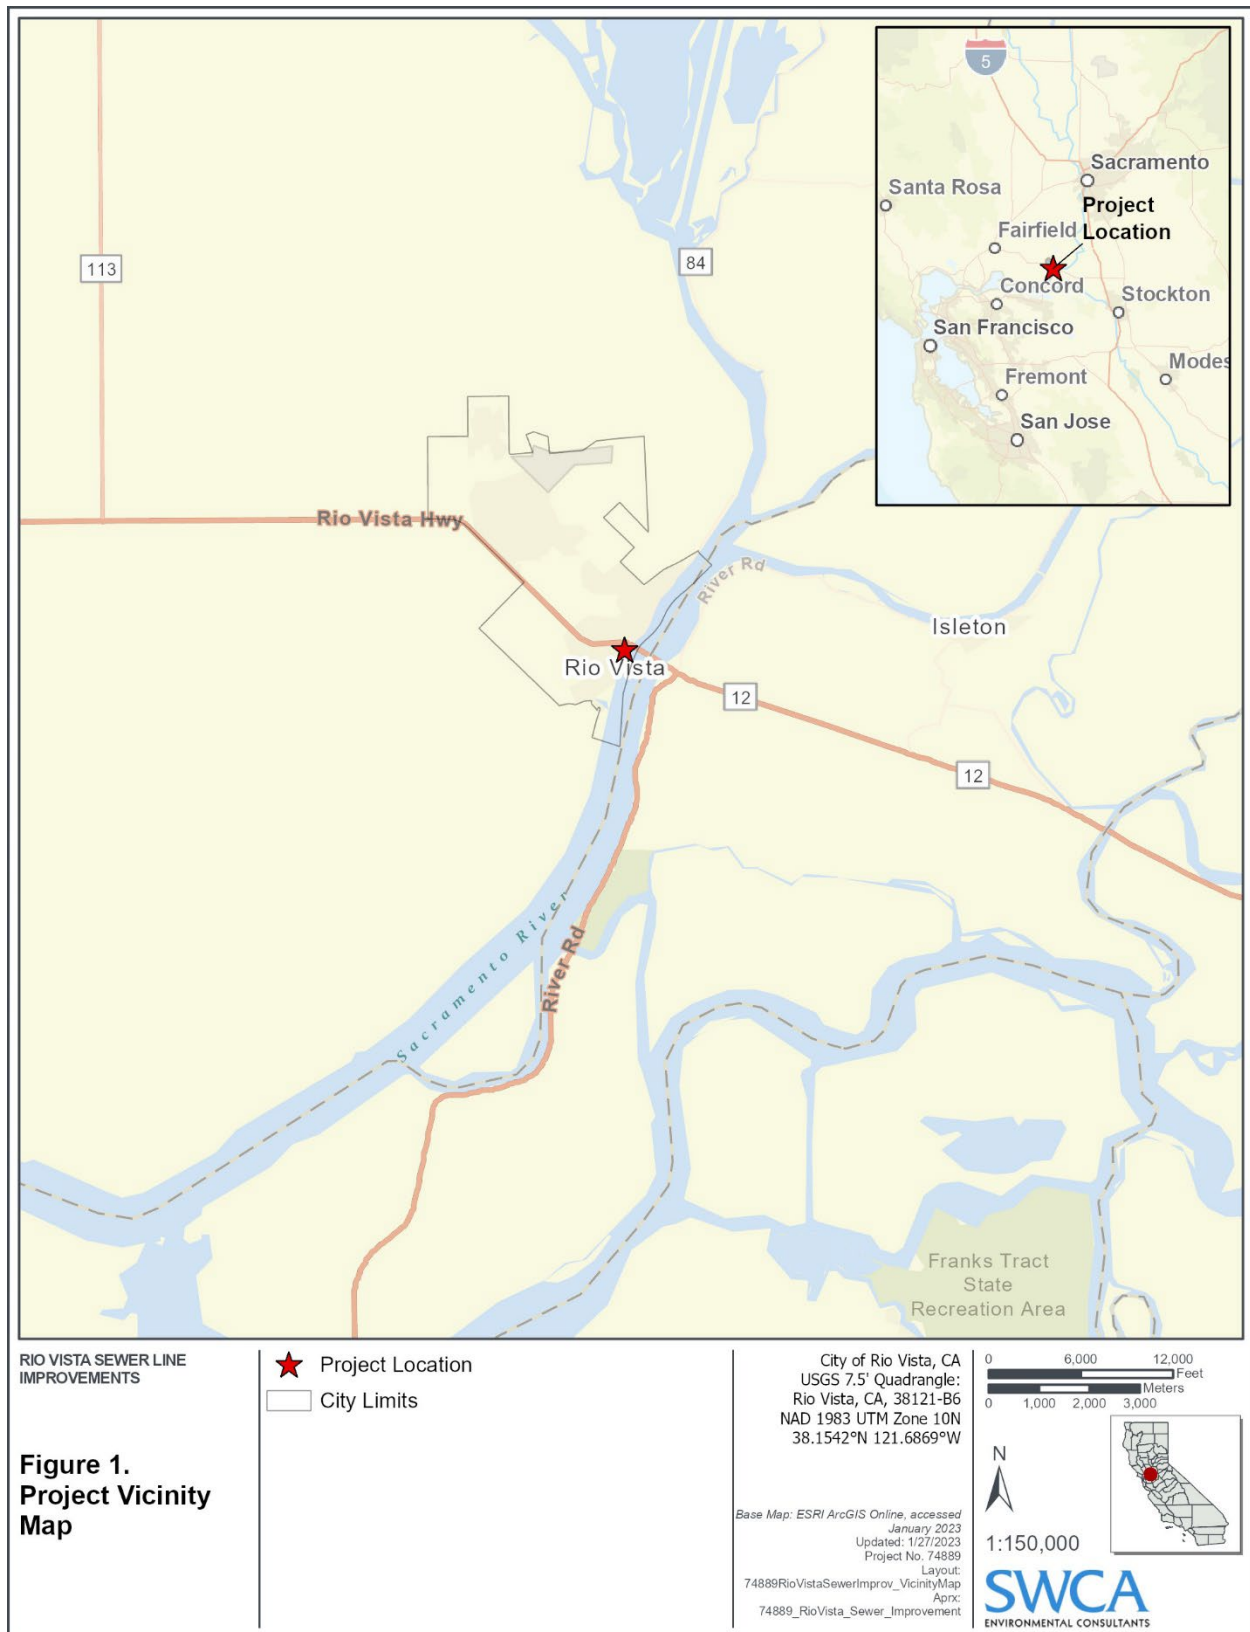 113
84
Rio Vista Hwy
River Rd
Isleton
Rio Vista
12
12
Sacramento River
River Rd
Franks Tract
State
Recreation Area
5
Sacramento
Santa Rosa
Project
Location
Fairfield
Concord
Stockton
San Francisco
Modes
Fremont
San Jose
RIO VISTA SEWER LINE
IMPROVEMENTS
Figure 1.
Project Vicinity
Map
Project Location
City Limits
City of Rio Vista, CA
USGS 7.5' Quadrangle:
Rio Vista, CA, 38121-B6
NAD 1983 UTM Zone 10N
38.1542°N 121.6869°W
Base Map: ESRI ArcGIS Online, accessed
January 2023
Updated: 1/27/2023
Project No. 74889
Layout:
74889RioVistaSewerImprov_VicinityMap
Aprx:
74889_RioVista_Sewer_Improvement
0 6,000 12,000
Feet
Meters
0 1,000 2,000 3,000
N
1:150,000
SWCA
ENVIRONMENTAL CONSULTANTS